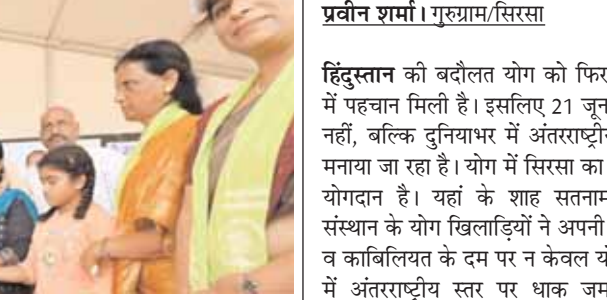 प्रवीन शर्मा। गुरुग्राम/सिरसा
हिंदुस्तान की बदौलत योग को फिर
में पहचान मिली है। इसलिए 21 जून
नहीं, बल्कि दुनियाभर में अंतरराष्ट्रीय
मनाया जा रहा है। योग में सिरसा का
योगदान है। यहां के शाह सतनाम
संस्थान के योग खिलाड़ियों ने अपनी
व काबिलियत के दम पर न केवल
में अंतरराष्ट्रीय स्तर पर धाक